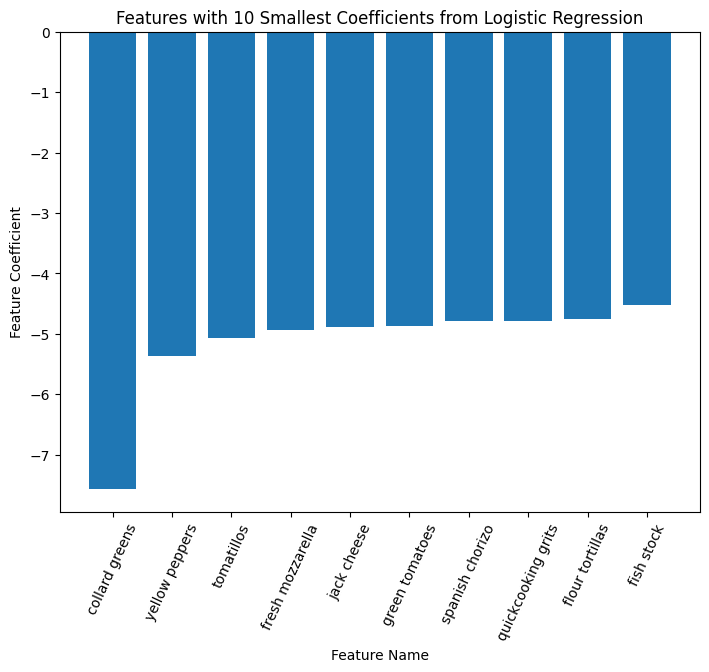 Features with 10 Smallest Coefficients from Logistic Regression
0
−1
−2
−3
−4
−5
−6
−7
Feature Coefficient
collard greens
yellow peppers
tomatillos
fresh mozzarella
jack cheese
green tomatoes
spanish chorizo
quickcooking grits
flour tortillas
fish stock
Feature Name